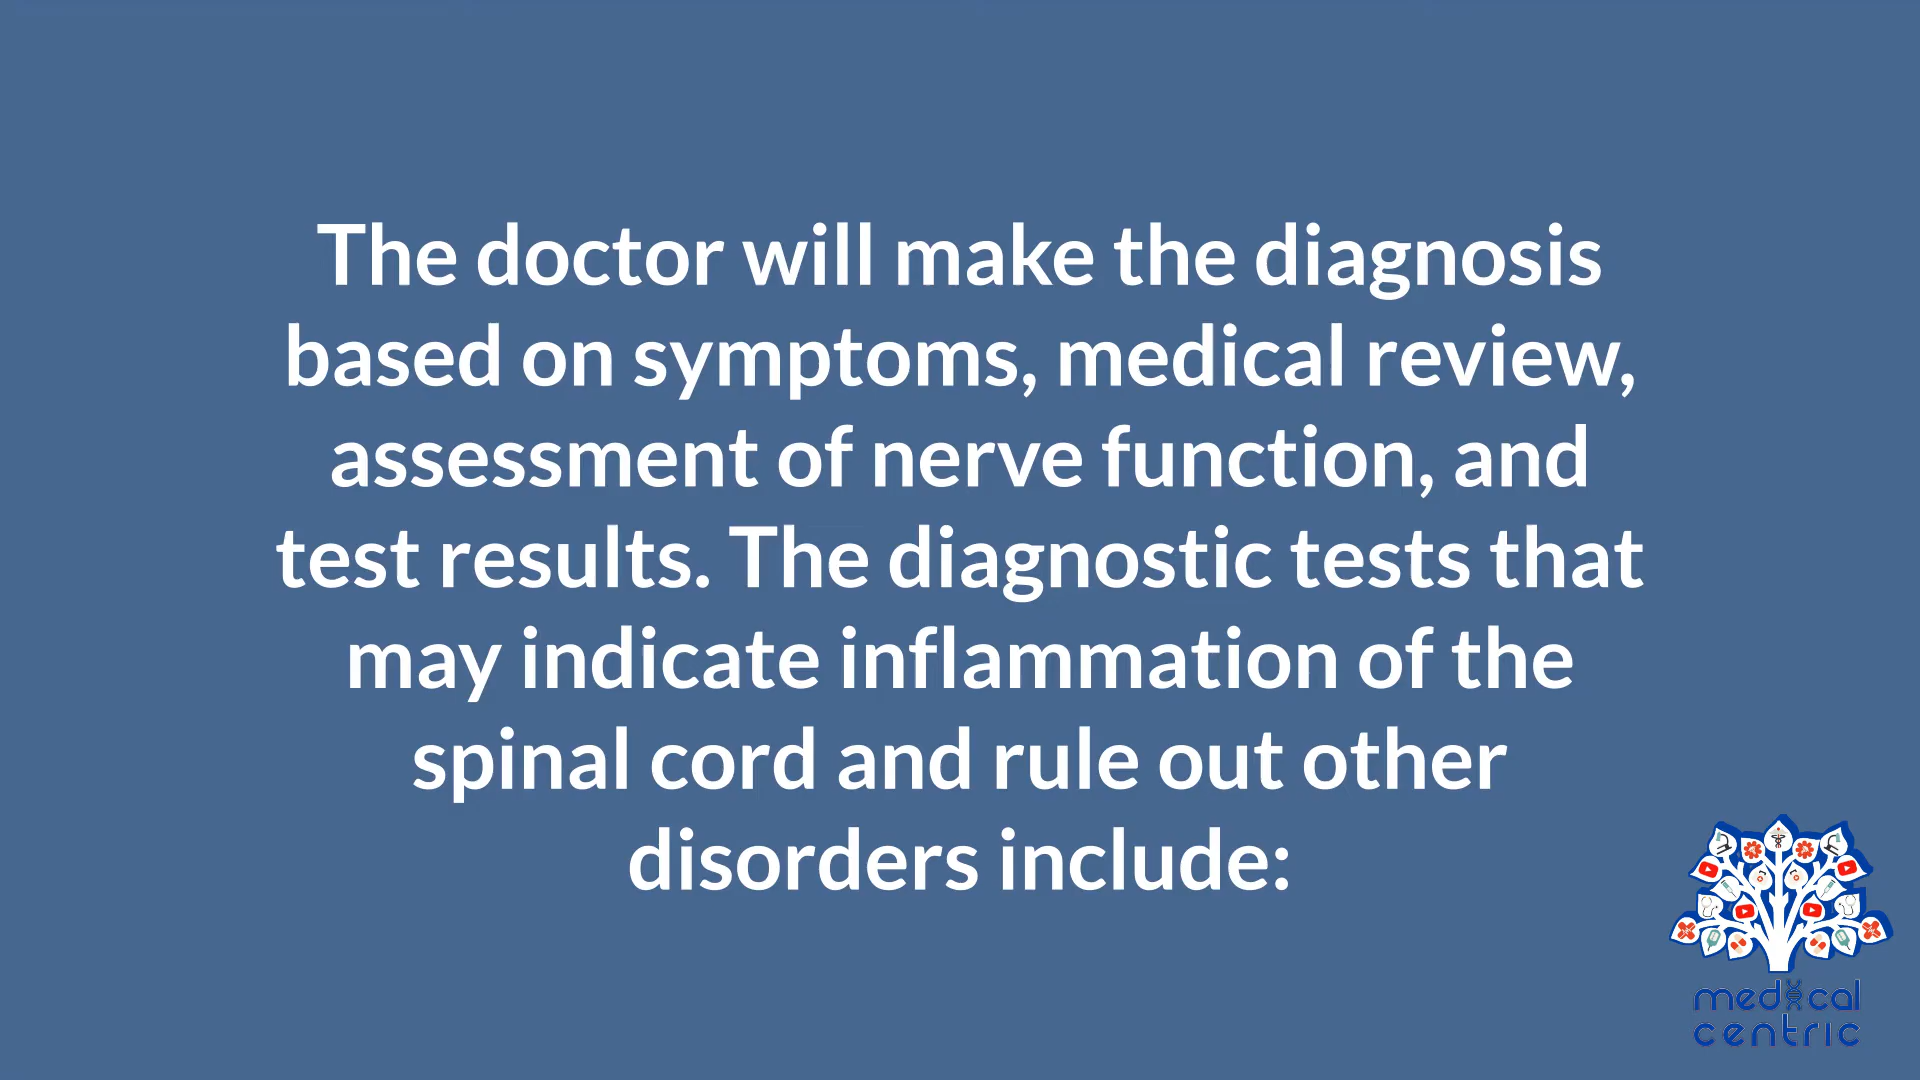 The doctor will make the diagnosis
based on symptoms, medical review,
assessment of nerve function, and
test results. The diagnostic tests that
may indicate inflammation of the
spinal cord and rule out other
disorders include:
medical
centric